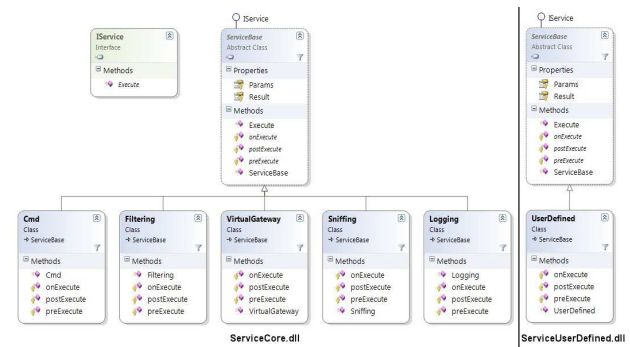 IService
IService
Interface
Methods
Execute
IService
ServiceBase
Abstract Class
Properties
Params
Result
Methods
Execute
onExecute
postExecute
preExecute
ServiceBase
Cmd
Class
ServiceBase
Methods
Cmd
onExecute
postExecute
preExecute
Filtering
Class
ServiceBase
Methods
Filtering
onExecute
postExecute
preExecute
VirtualGateway
Class
ServiceBase
Methods
onExecute
postExecute
preExecute
VirtualGateway
Sniffing
Class
ServiceBase
Methods
onExecute
postExecute
preExecute
Sniffing
Logging
Class
ServiceBase
Methods
Logging
onExecute
postExecute
preExecute
ServiceCore.dll
ServiceBase
Abstract Class
Properties
Params
Result
Methods
Execute
onExecute
postExecute
preExecute
ServiceBase
UserDefined
Class
ServiceBase
Methods
onExecute
postExecute
preExecute
UserDefined
ServiceUserDefined.dll